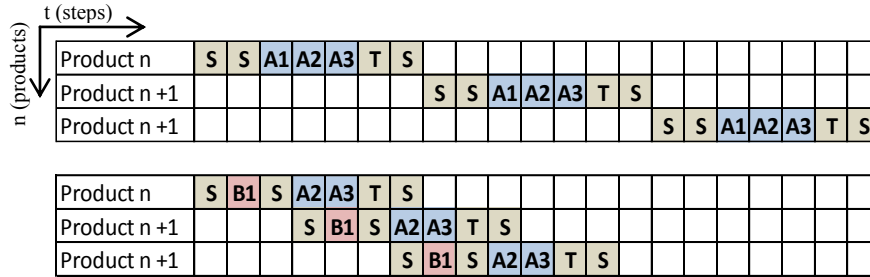 t (steps)
n (products)
Product n S S A1 A2 A3 T S
Product n +1 S S A1 A2 A3 T S
Product n +1 S S A1 A2 A3 T S
Product n S B1 S A2 A3 T S
Product n +1 S B1 S A2 A3 T S
Product n +1 S B1 S A2 A3 T S